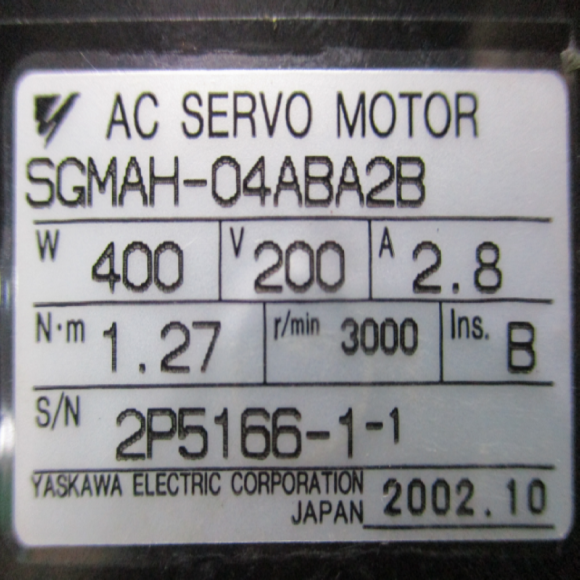 AC SERVO MOTOR
SGMAH-04ABA2B
W 400 V 200 A 2.8
N·m 1.27 r/min 3000 Ins. B
S/N 2P5166-1-1
YASKAWA ELECTRIC CORPORATION
JAPAN 2002.10